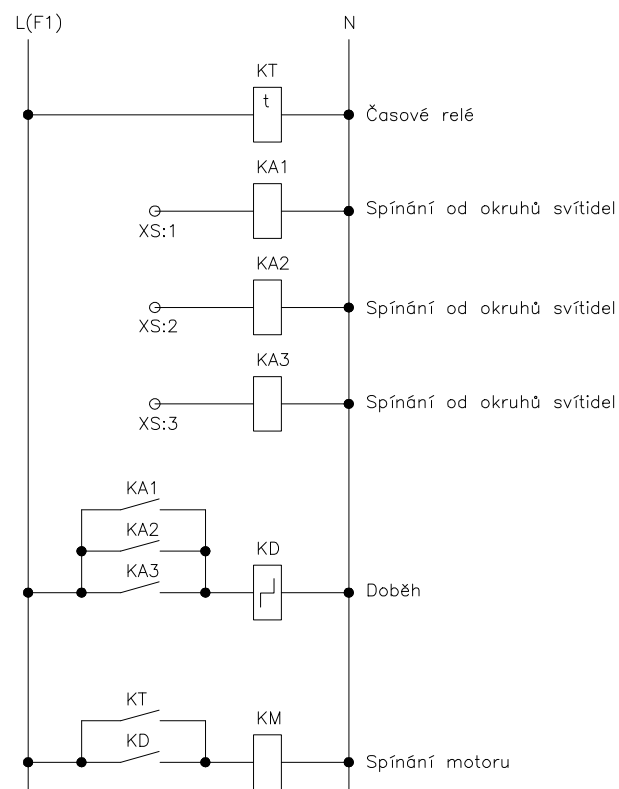 L(F1) N
KT
t
Časové relé
KA1
XS:1
Spínání od okruhů svítidel
KA2
XS:2
Spínání od okruhů svítidel
KA3
XS:3
Spínání od okruhů svítidel
KA1
KA2
KA3
KD
Doběh
KT
KD
KM
Spínání motoru